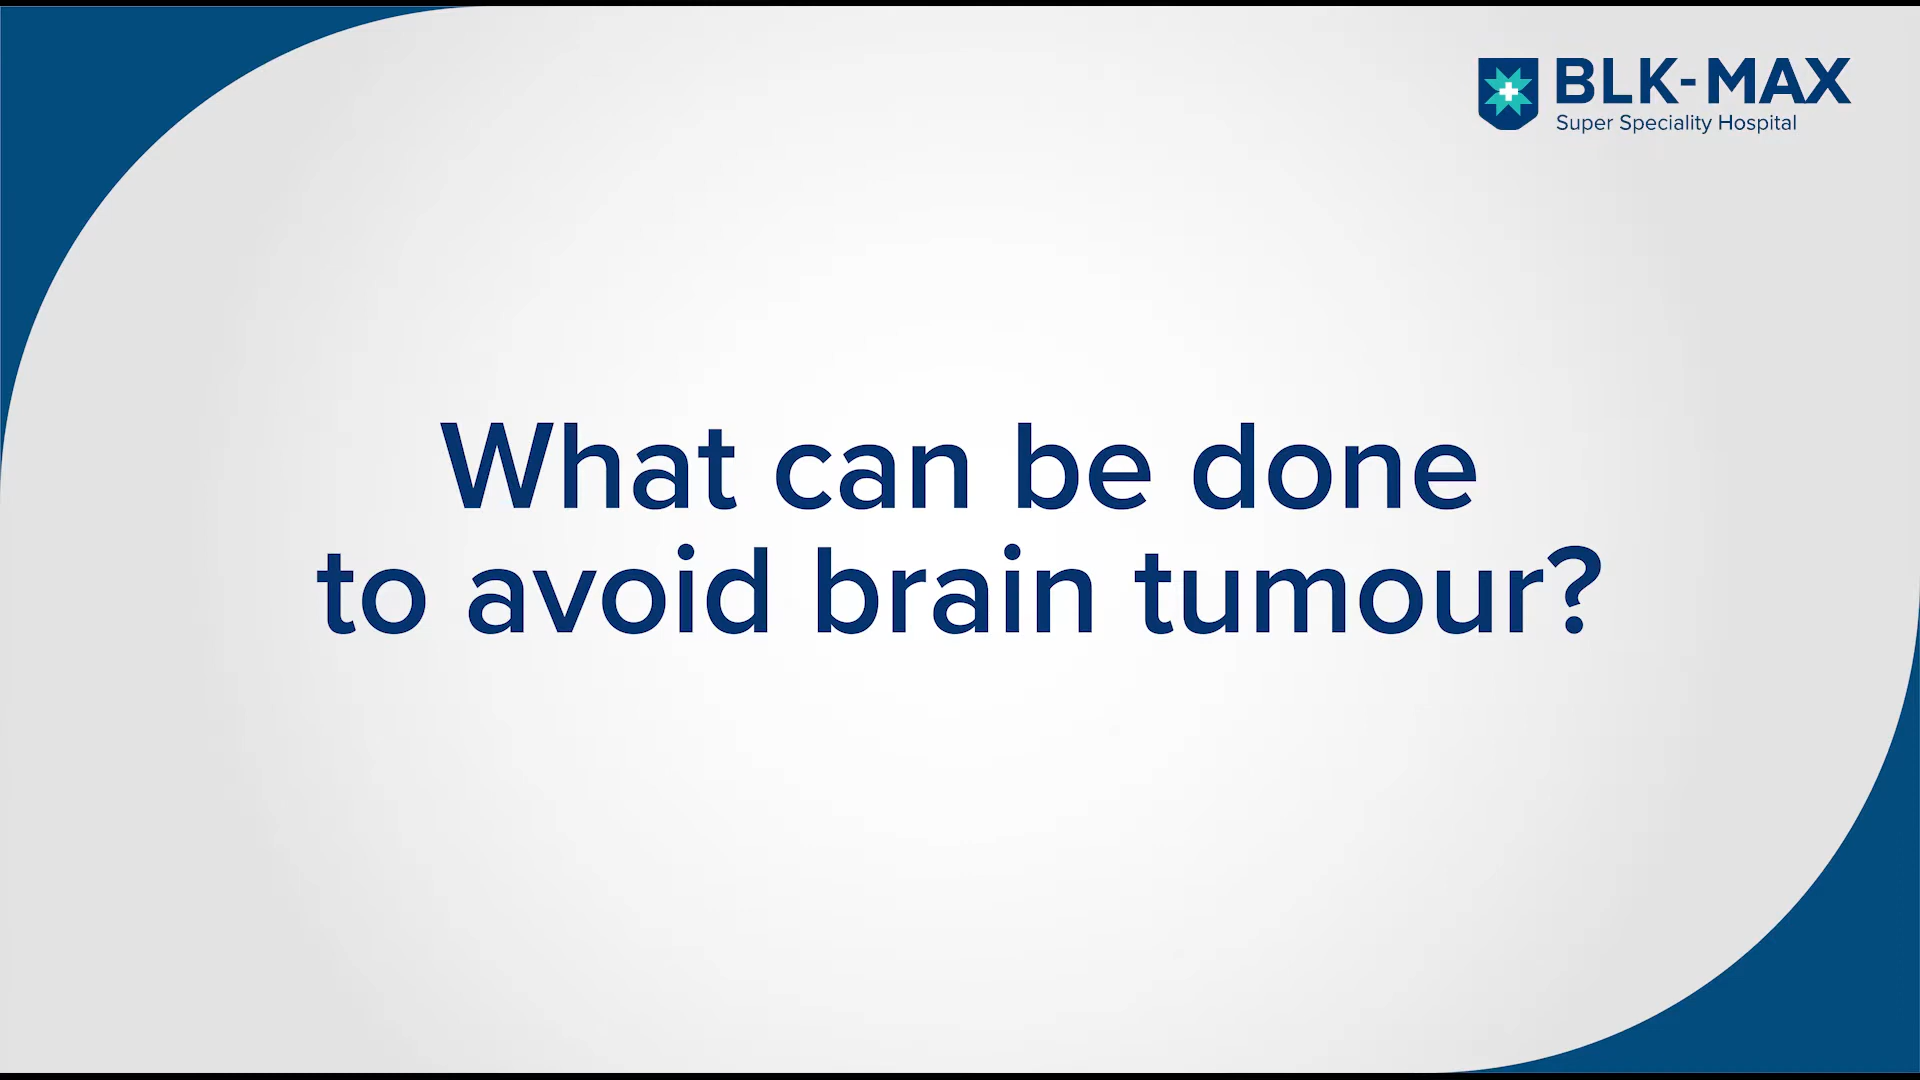 BLK-MAX
Super Speciality Hospital
What can be done
to avoid brain tumour?